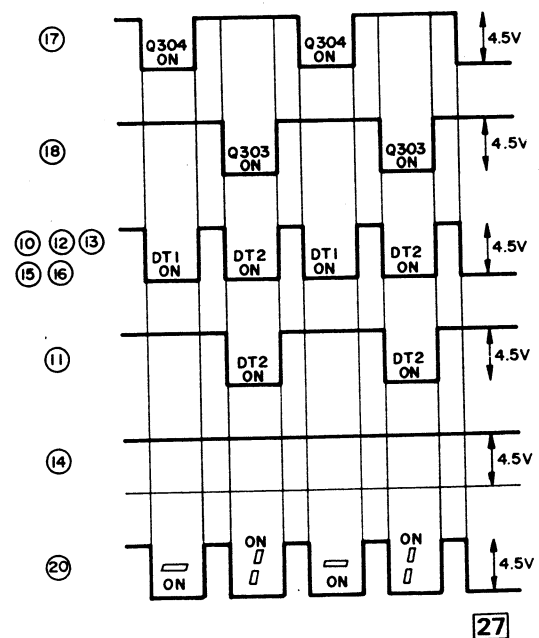 17 Q304 ON Q304 ON 4.5V
18 Q303 ON Q303 ON 4.5V
10 12 13
15 16
DT1 ON DT2 ON DT1 ON DT2 ON 4.5V
11 DT2 ON DT2 ON 4.5V
14 4.5V
20 ON ON ON ON 4.5V
27